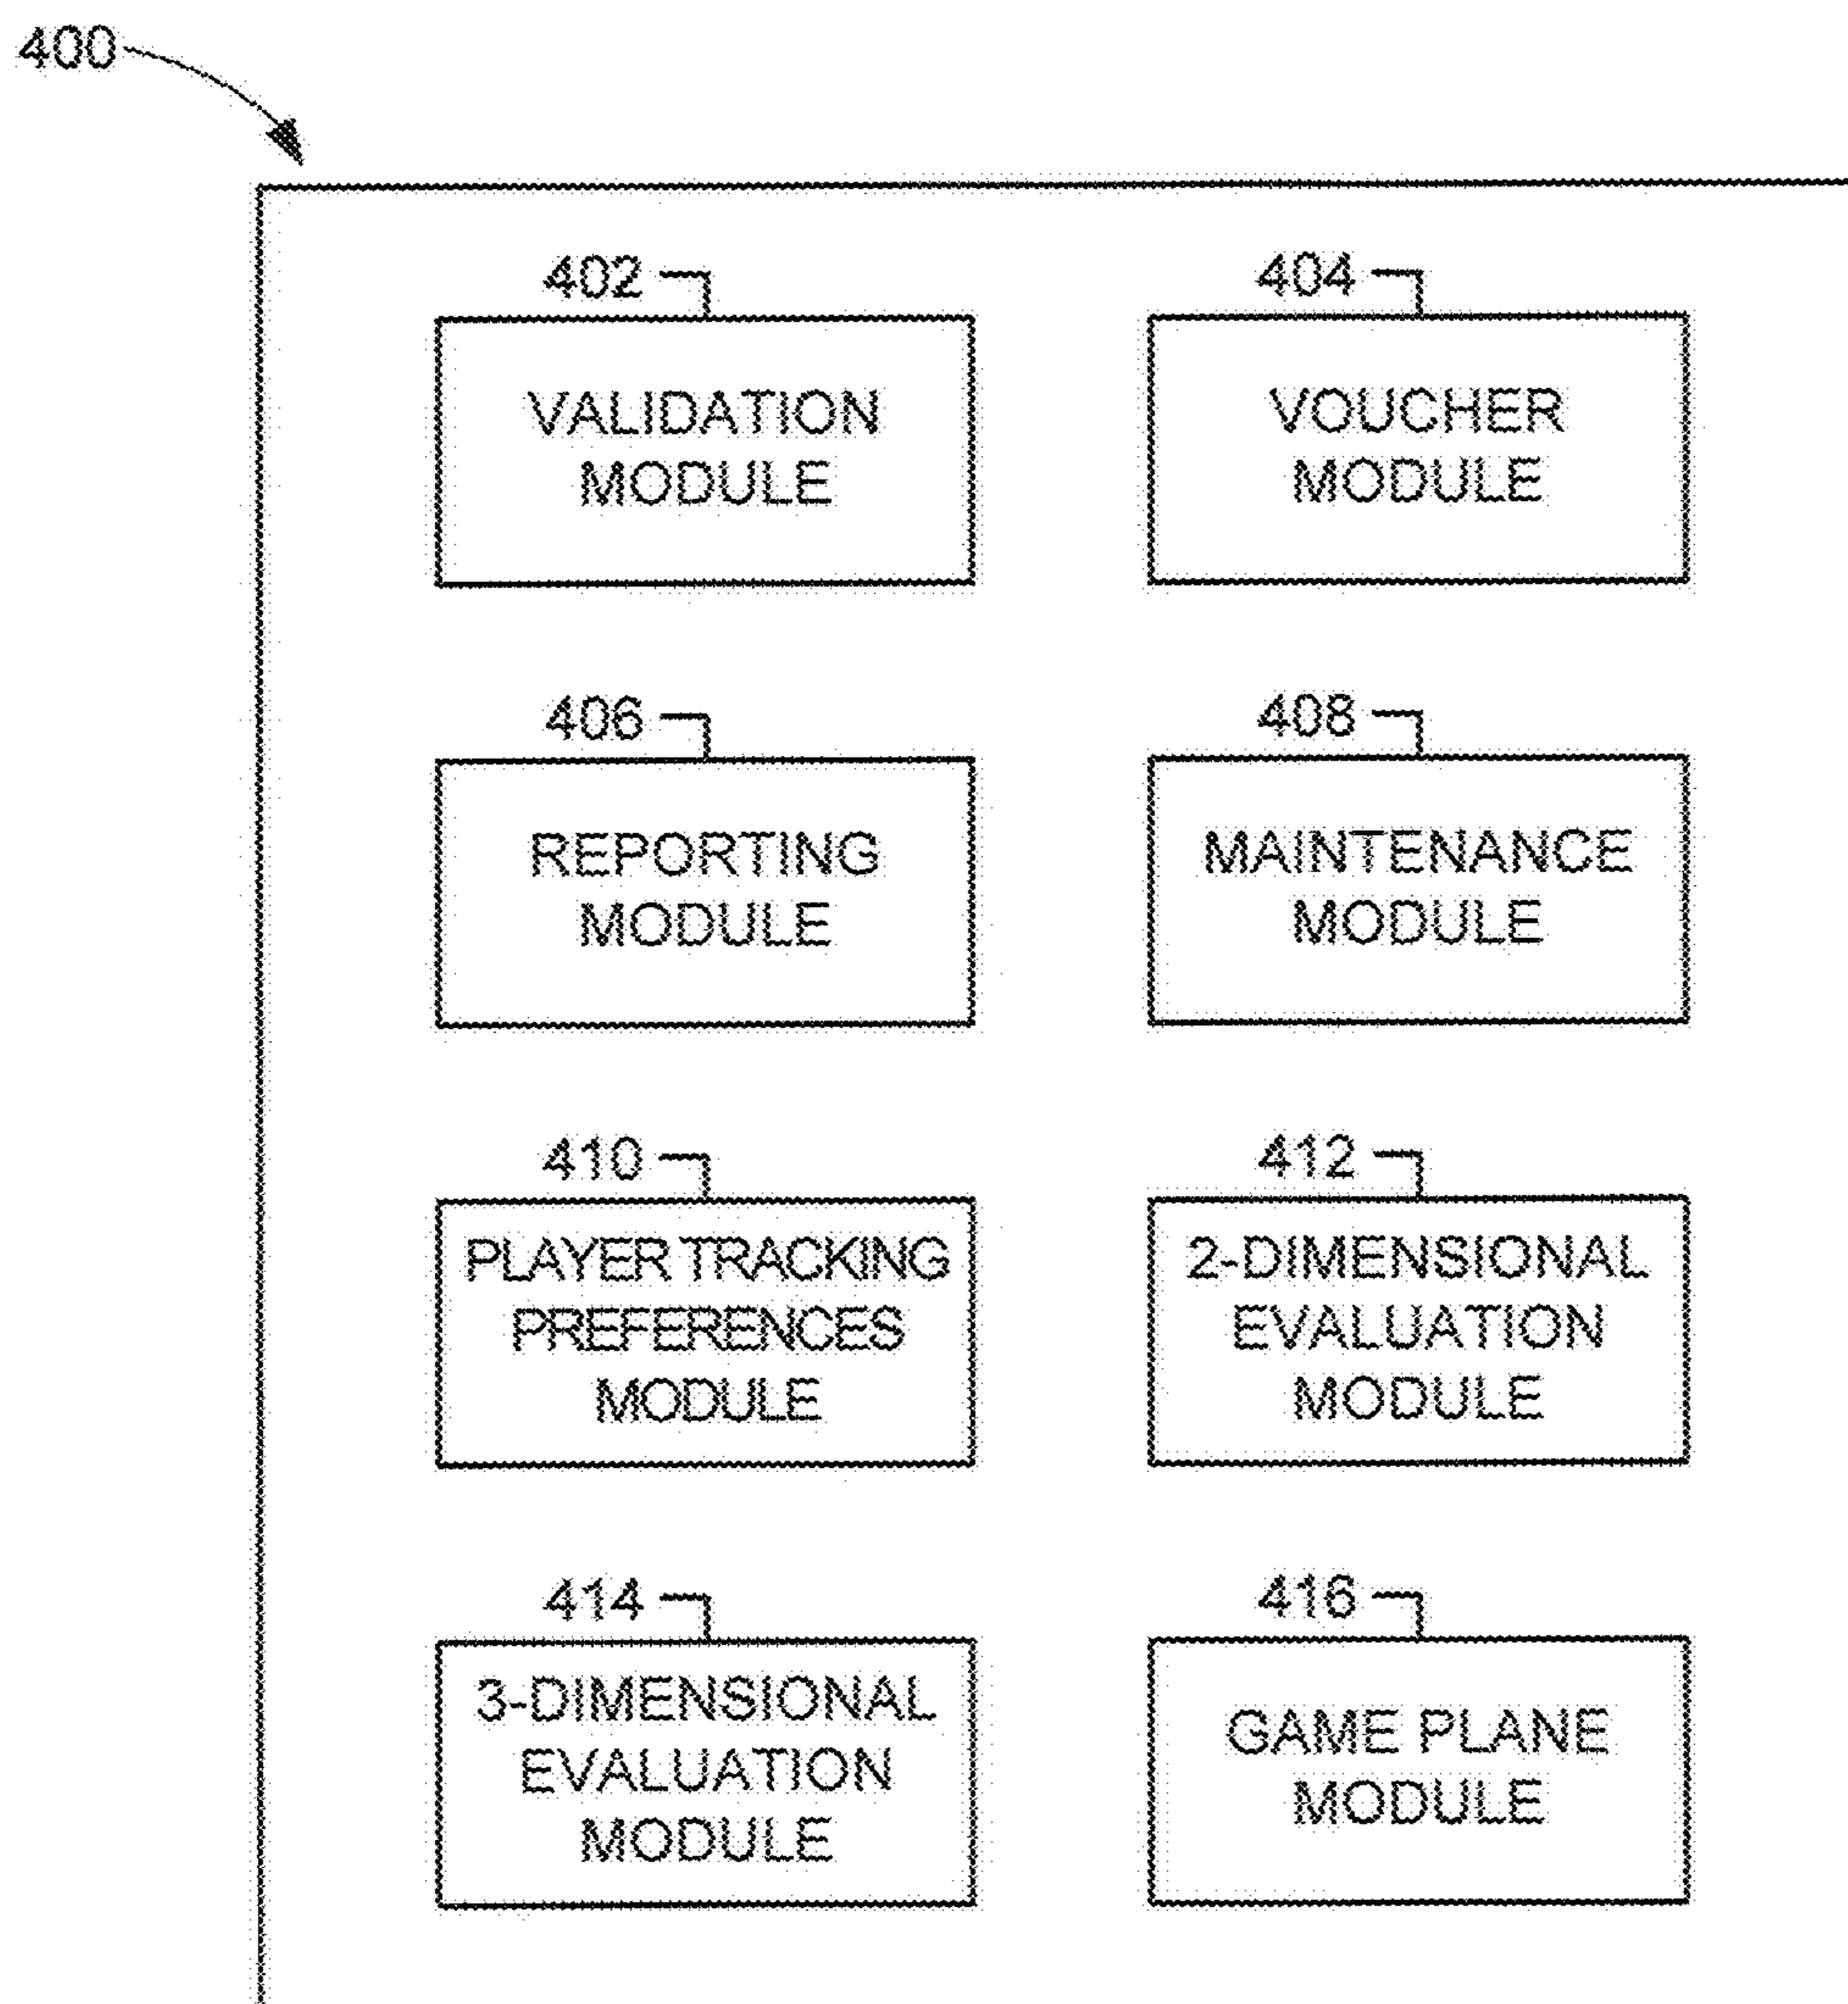 400
402
VALIDATION
MODULE
404
VOUCHER
MODULE
406
REPORTING
MODULE
408
MAINTENANCE
MODULE
410
PLAYER TRACKING
PREFERENCES
MODULE
412
2-DIMENSIONAL
EVALUATION
MODULE
414
3-DIMENSIONAL
EVALUATION
MODULE
416
GAME PLANE
MODULE